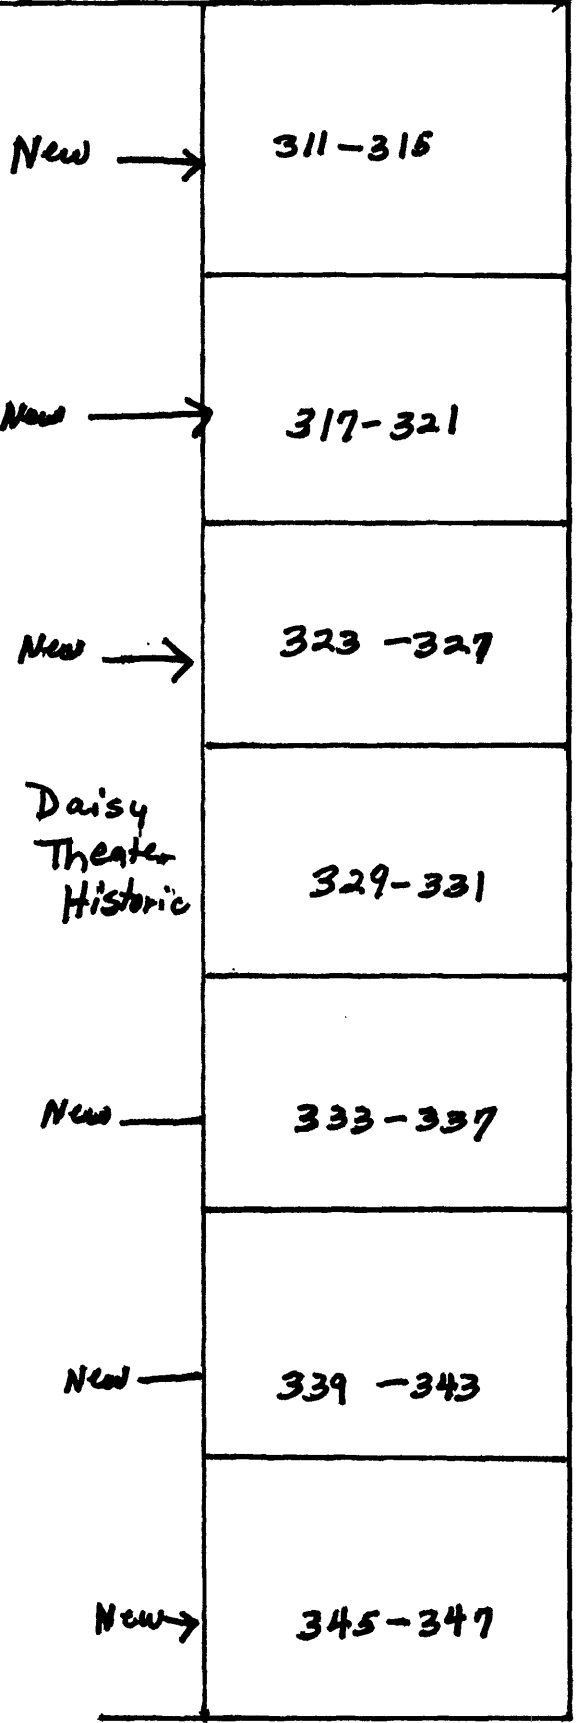 New → 311-315
New → 317-321
New → 323-327
Daisy
Theater
Historic
329-331
New — 333-337
New — 339-343
New → 345-347